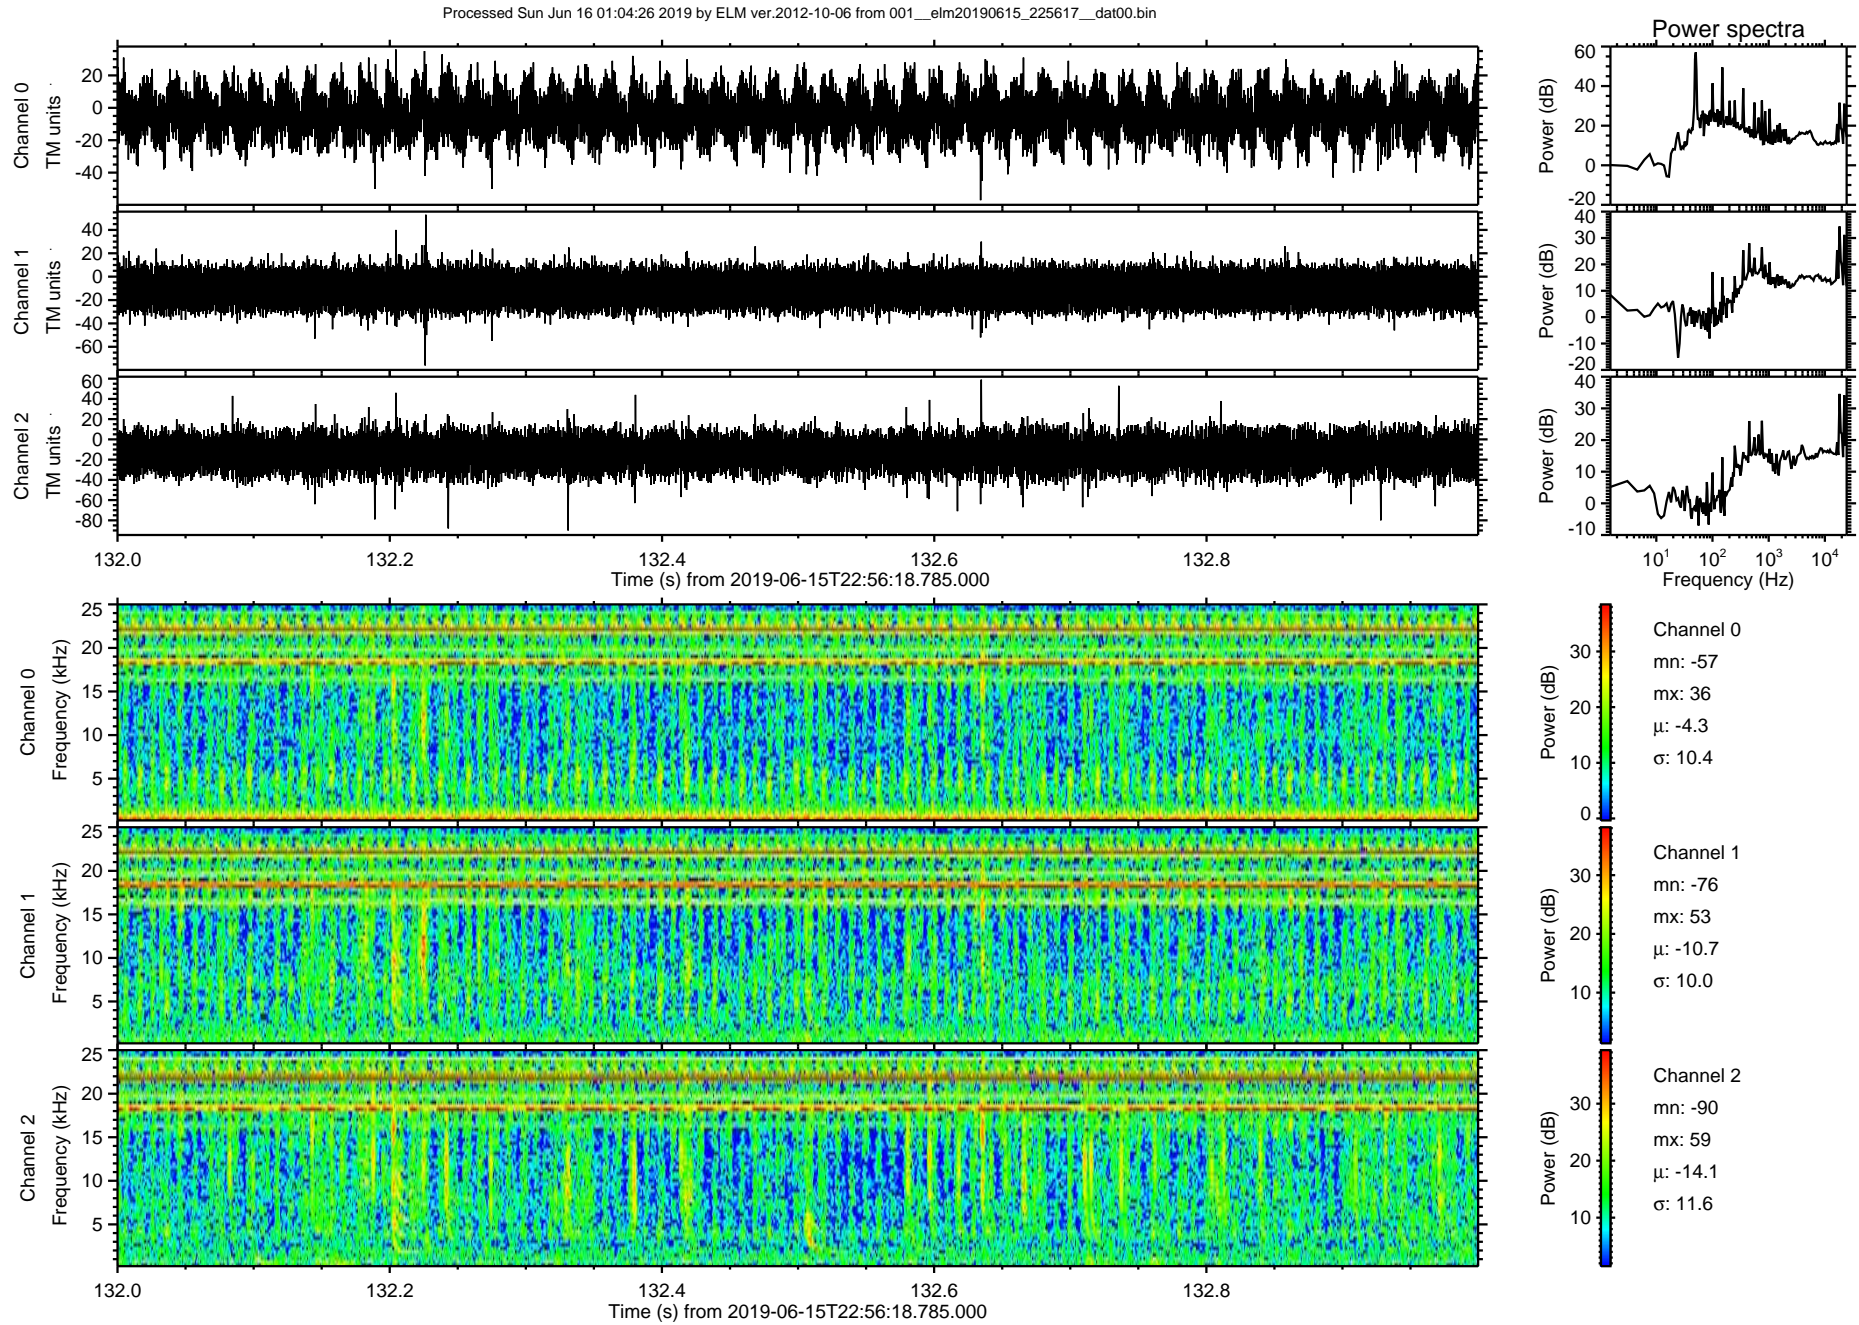 Processed Sun Jun 16 01:04:26 2019 by ELM ver.2012-10-06 from 001__elm20190615_225617__dat00.bin
Power spectra
Channel 0
TM units
20
0
-20
-40
Power (dB)
60
40
20
0
-20
Channel 1
TM units
40
20
0
-20
-40
-60
Power (dB)
40
30
20
10
0
-10
-20
Channel 2
TM units
60
40
20
0
-20
-40
-60
-80
Power (dB)
40
30
20
10
0
-10
132.0 132.2 132.4 132.6 132.8
Time (s) from 2019-06-15T22:56:18.785.000
10^1 10^2 10^3 10^4
Frequency (Hz)
Channel 0
Frequency (kHz)
25
20
15
10
5
Power (dB)
30
20
10
0
Channel 0
mn: -57
mx: 36
μ: -4.3
σ: 10.4
Channel 1
Frequency (kHz)
25
20
15
10
5
Power (dB)
30
20
10
Channel 1
mn: -76
mx: 53
μ: -10.7
σ: 10.0
Channel 2
Frequency (kHz)
25
20
15
10
5
Power (dB)
30
20
10
Channel 2
mn: -90
mx: 59
μ: -14.1
σ: 11.6
132.0 132.2 132.4 132.6 132.8
Time (s) from 2019-06-15T22:56:18.785.000